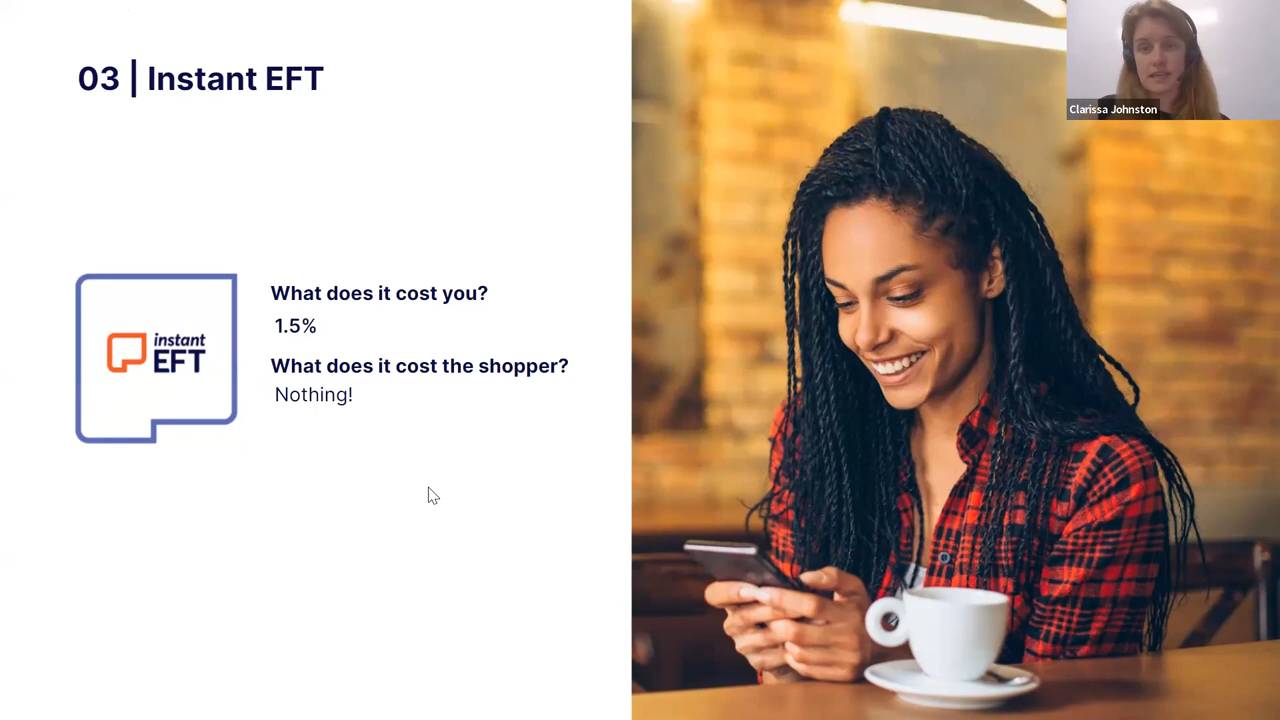 03 | Instant EFT
Clarissa Johnston
What does it cost you?
1.5%
instant
EFT
What does it cost the shopper?
Nothing!